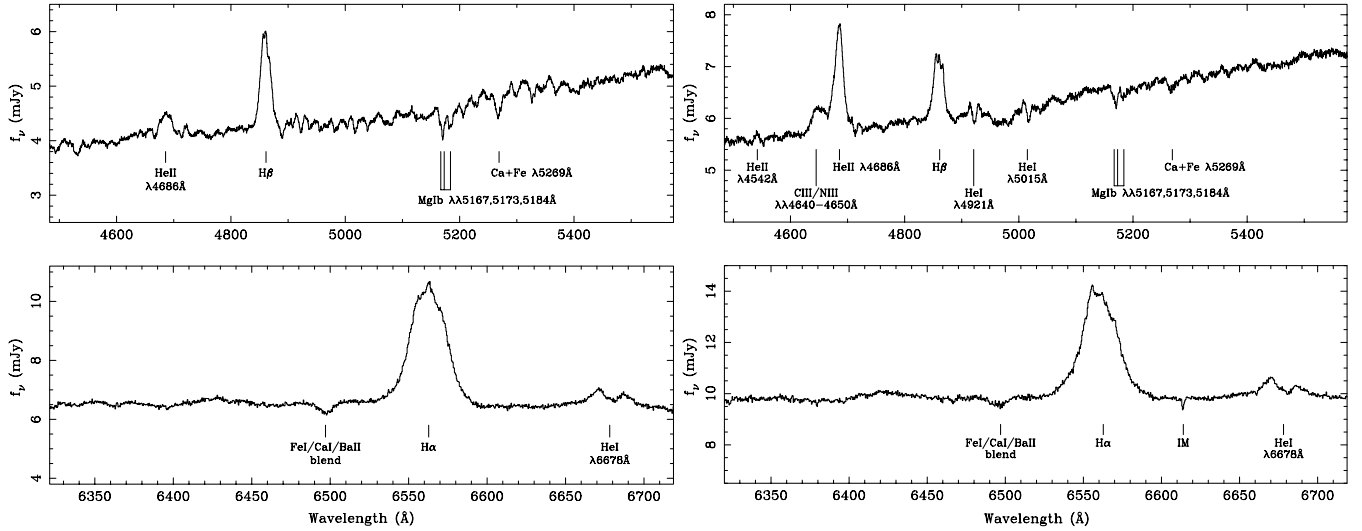 f_ν (mJy)
6
5
4
3
HeII
λ4686Å
Hβ
MgIb λλ5167,5173,5184Å
Ca+Fe λ5269Å
4600 4800 5000 5200 5400
f_ν (mJy)
8
7
6
5
HeII
λ4542Å
CIII/NIII
λλ4640−4650Å
HeII λ4686Å
Hβ
HeI
λ4921Å
HeI
λ5015Å
MgIb λλ5167,5173,5184Å
Ca+Fe λ5269Å
4600 4800 5000 5200 5400
f_ν (mJy)
10
8
6
4
FeI/CaI/BaII
blend
Hα
HeI
λ6678Å
6350 6400 6450 6500 6550 6600 6650 6700
Wavelength (Å)
f_ν (mJy)
14
12
10
8
FeI/CaI/BaII
blend
Hα
IM
HeI
λ6678Å
6350 6400 6450 6500 6550 6600 6650 6700
Wavelength (Å)